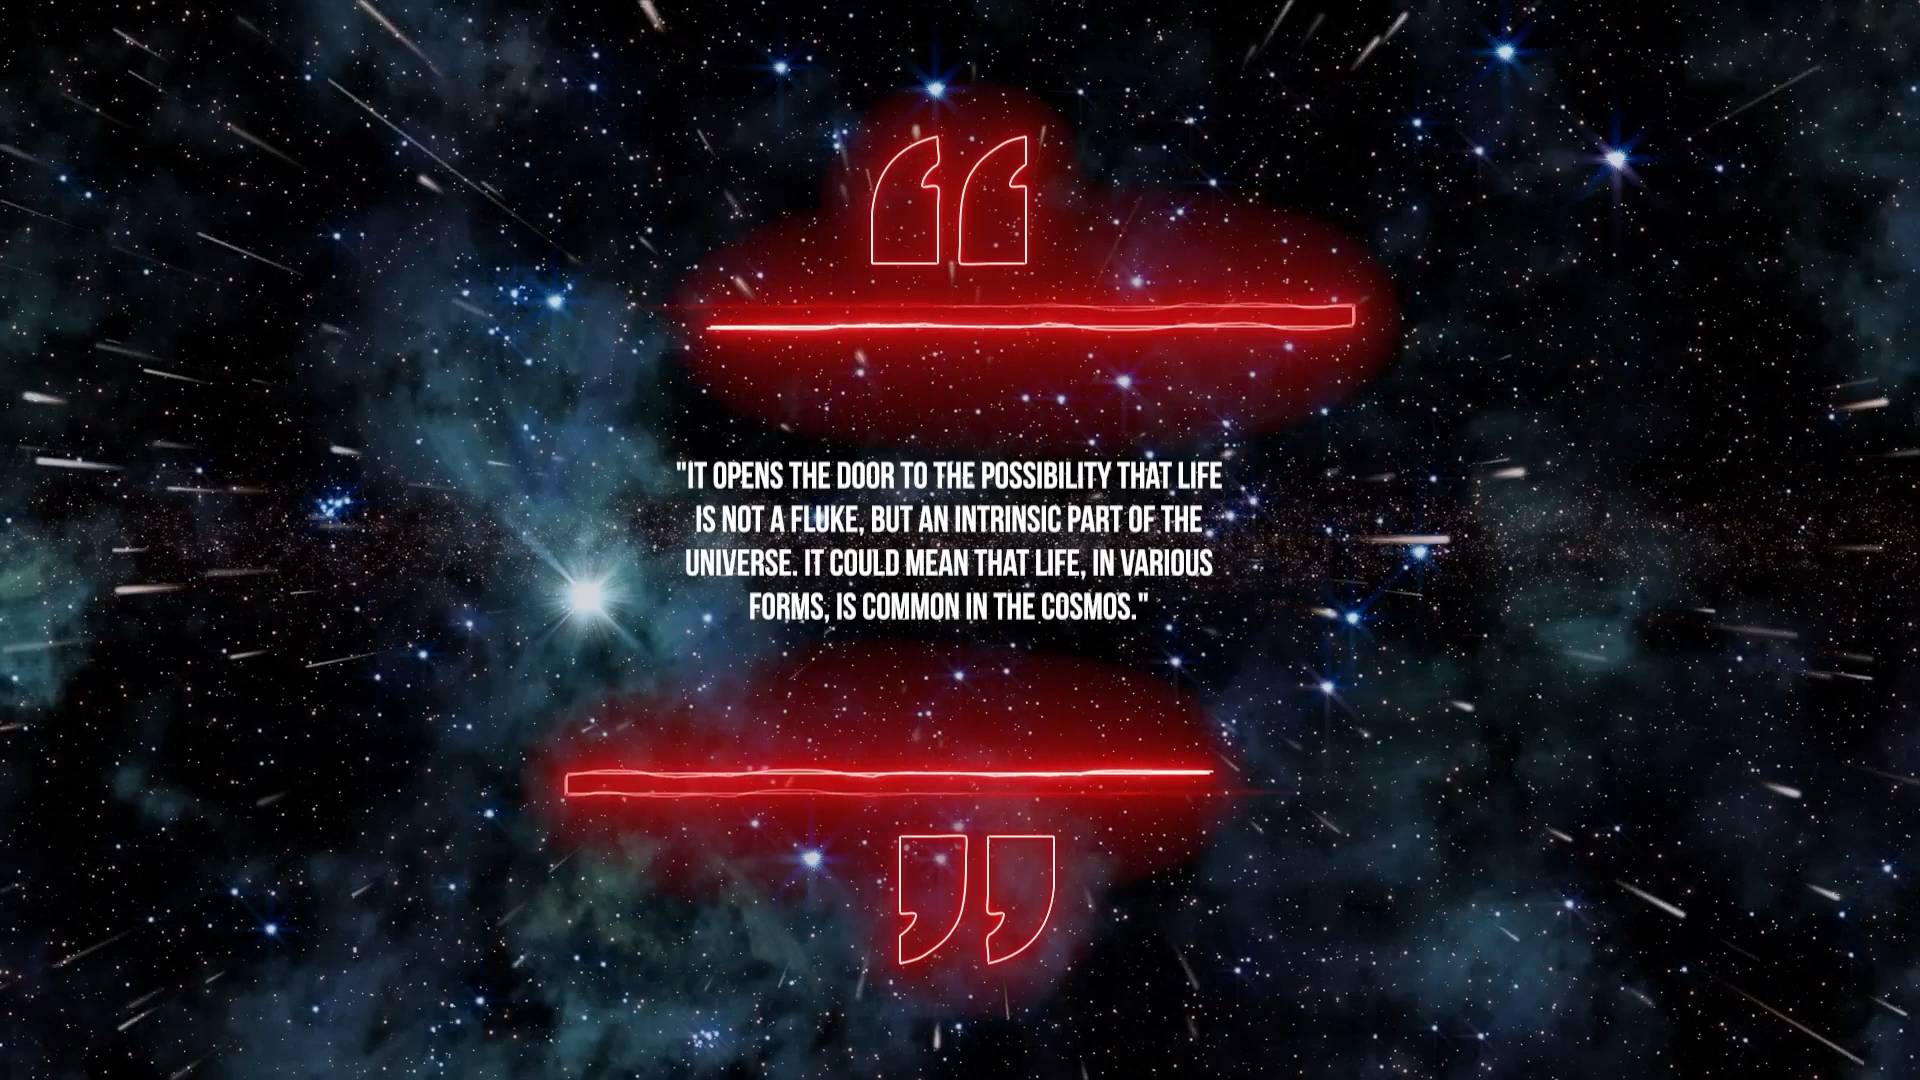 "IT OPENS THE DOOR TO THE POSSIBILITY THAT LIFE
IS NOT A FLUKE, BUT AN INTRINSIC PART OF THE
UNIVERSE. IT COULD MEAN THAT LIFE, IN VARIOUS
FORMS, IS COMMON IN THE COSMOS."